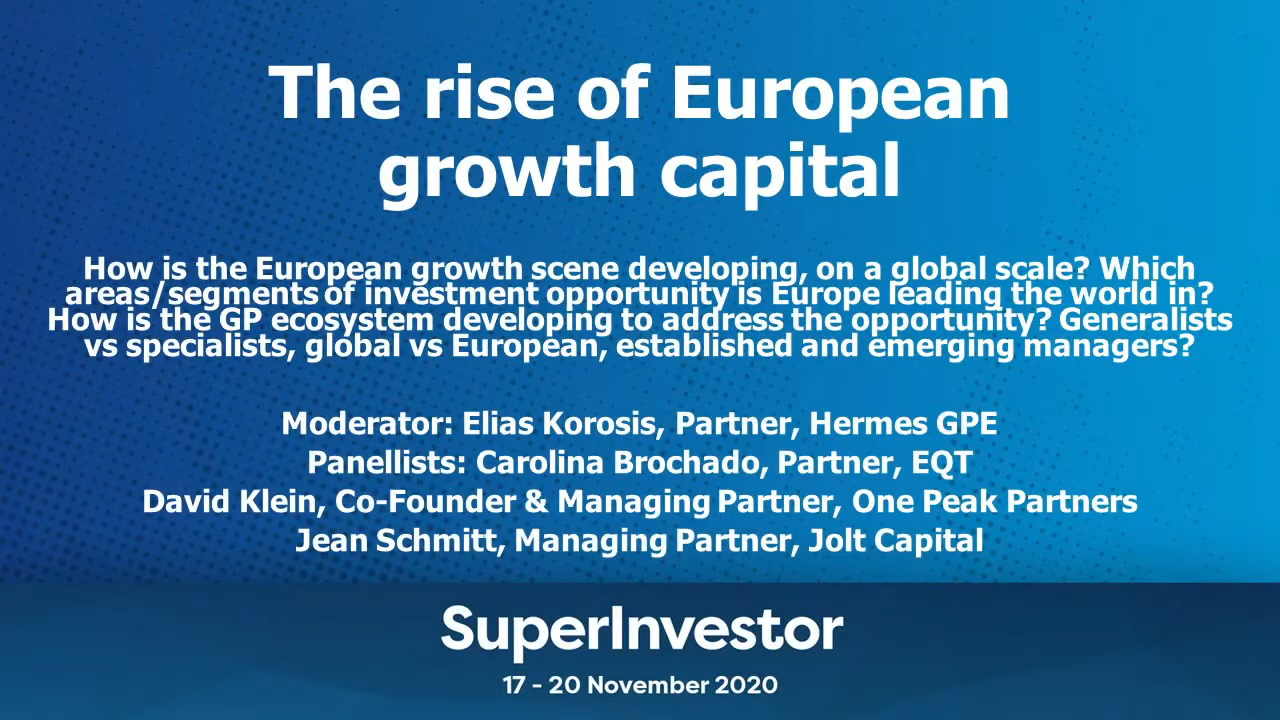 The rise of European
growth capital
How is the European growth scene developing, on a global scale? Which
areas/segments of investment opportunity is Europe leading the world in?
How is the GP ecosystem developing to address the opportunity? Generalists
vs specialists, global vs European, established and emerging managers?
Moderator: Elias Korosis, Partner, Hermes GPE
Panellists: Carolina Brochado, Partner, EQT
David Klein, Co-Founder & Managing Partner, One Peak Partners
Jean Schmitt, Managing Partner, Jolt Capital
SuperInvestor
17 - 20 November 2020